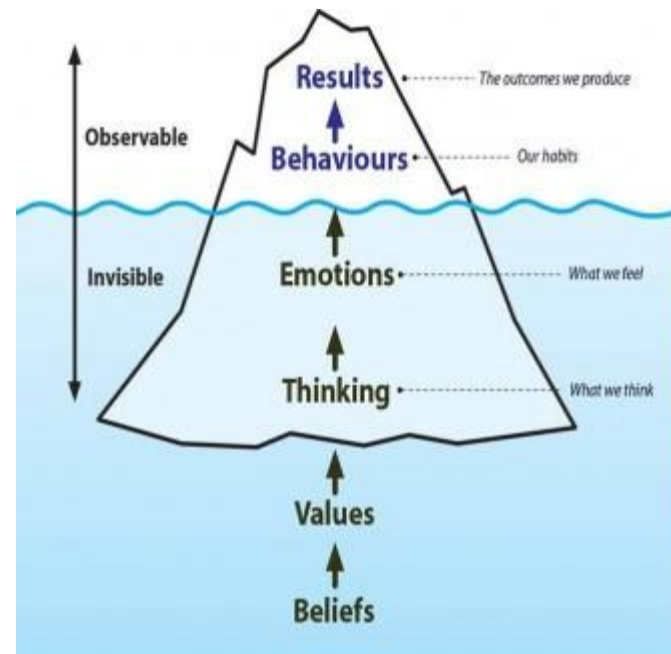 Results
The outcomes we produce
Observable
Behaviours
Our habits
Invisible
Emotions
What we feel
Thinking
What we think
Values
Beliefs